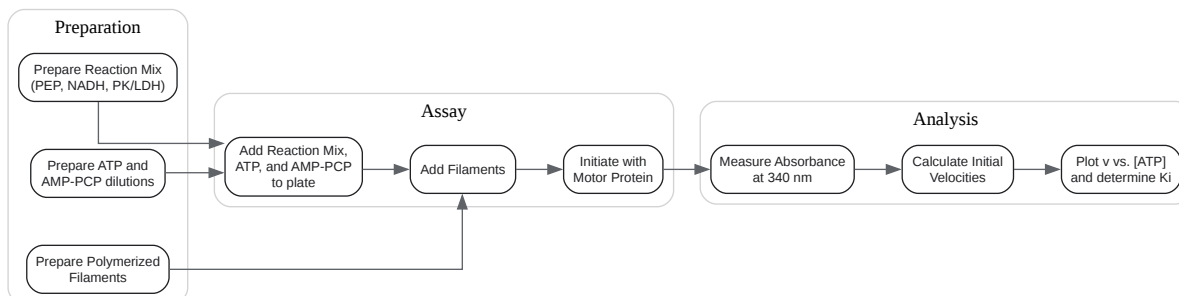 Preparation
Prepare Reaction Mix
(PEP, NADH, PK/LDH)
Prepare ATP and
AMP-PCP dilutions
Prepare Polymerized
Filaments
Assay
Add Reaction Mix,
ATP, and AMP-PCP
to plate
Add Filaments
Initiate with
Motor Protein
Analysis
Measure Absorbance
at 340 nm
Calculate Initial
Velocities
Plot v vs. [ATP]
and determine Ki